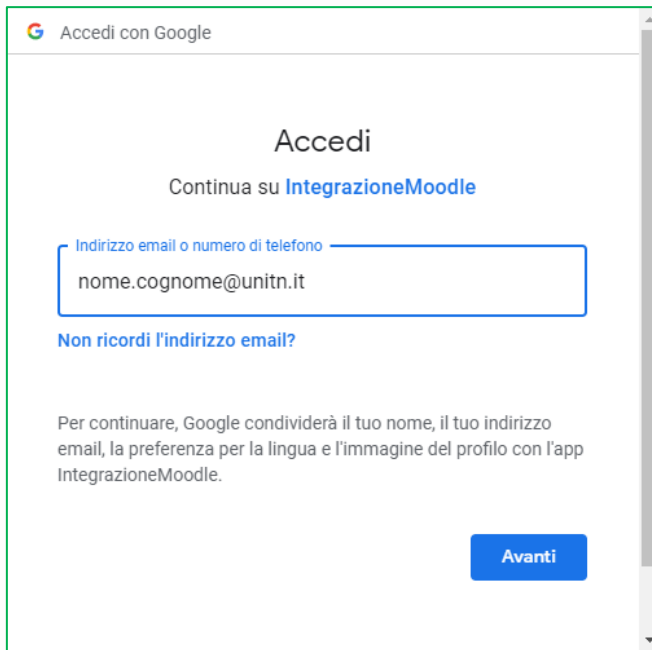 Accedi con Google
Accedi
Continua su IntegrazioneMoodle
Indirizzo email o numero di telefono
nome.cognome@unitn.it
Non ricordi l'indirizzo email?
Per continuare, Google condividerà il tuo nome, il tuo indirizzo
email, la preferenza per la lingua e l'immagine del profilo con l'app
IntegrazioneMoodle.
Avanti